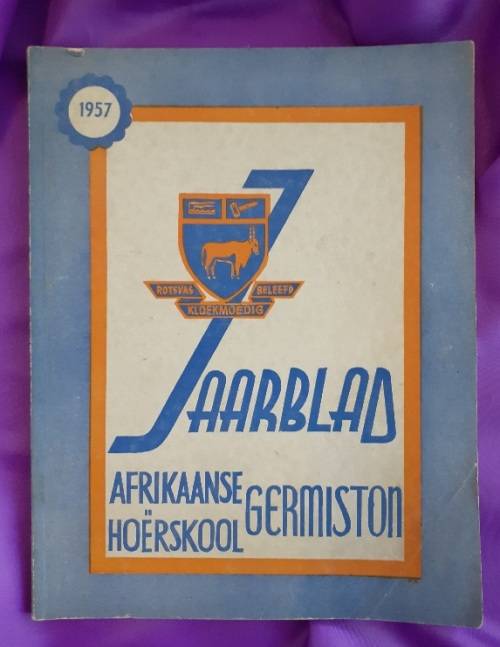 1957
ROTSVAS KLOEKMOEDIG BELEEFD
JAARBLAD
AFRIKAANSE
HOËRSKOOL
GERMISTON